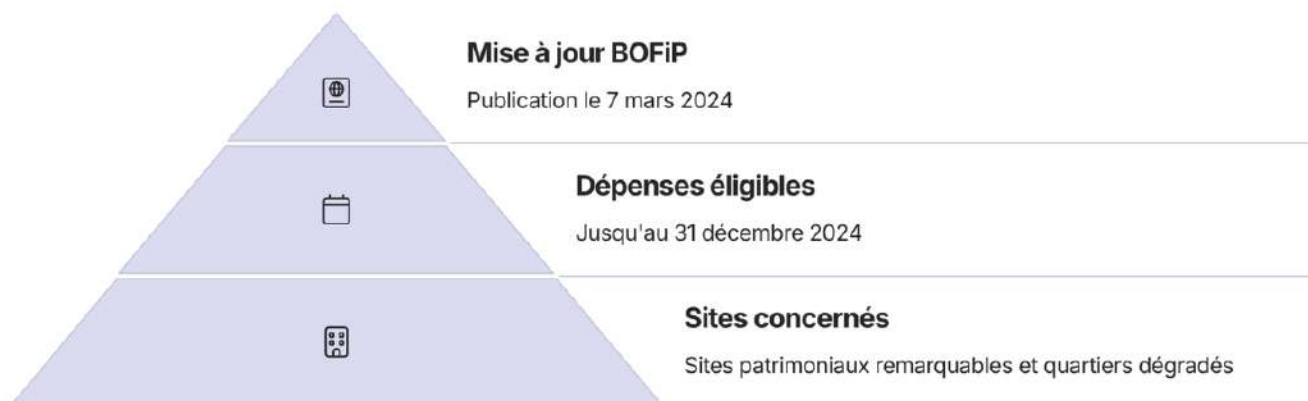 Mise à jour BOFiP
Publication le 7 mars 2024
Dépenses éligibles
Jusqu'au 31 décembre 2024
Sites concernés
Sites patrimoniaux remarquables et quartiers dégradés